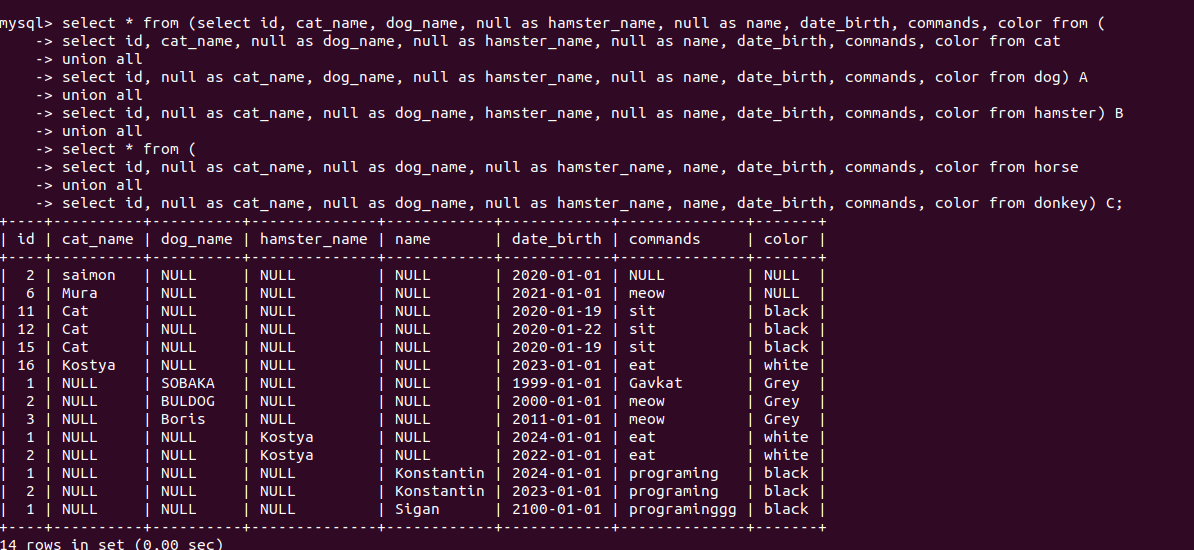 mysql> select * from (select id, cat_name, dog_name, null as hamster_name, null as name, date_birth, commands, color from (
    -> select id, cat_name, null as dog_name, null as hamster_name, null as name, date_birth, commands, color from cat
    -> union all
    -> select id, null as cat_name, dog_name, null as hamster_name, null as name, date_birth, commands, color from dog) A
    -> union all
    -> select id, null as cat_name, null as dog_name, hamster_name, null as name, date_birth, commands, color from hamster) B
    -> union all
    -> select * from (
    -> select id, null as cat_name, null as dog_name, null as hamster_name, name, date_birth, commands, color from horse
    -> union all
    -> select id, null as cat_name, null as dog_name, null as hamster_name, name, date_birth, commands, color from donkey) C;
+----+----------+----------+--------------+------------+------------+--------------+-------+
| id | cat_name | dog_name | hamster_name | name       | date_birth | commands     | color |
+----+----------+----------+--------------+------------+------------+--------------+-------+
|  2 | saimon   | NULL     | NULL         | NULL       | 2020-01-01 | NULL         | NULL  |
|  6 | Mura     | NULL     | NULL         | NULL       | 2021-01-01 | meow         | NULL  |
| 11 | Cat      | NULL     | NULL         | NULL       | 2020-01-19 | sit          | black |
| 12 | Cat      | NULL     | NULL         | NULL       | 2020-01-22 | sit          | black |
| 15 | Cat      | NULL     | NULL         | NULL       | 2020-01-19 | sit          | black |
| 16 | Kostya   | NULL     | NULL         | NULL       | 2023-01-01 | eat          | white |
|  1 | NULL     | SOBAKA   | NULL         | NULL       | 1999-01-01 | Gavkat       | Grey  |
|  2 | NULL     | BULDOG   | NULL         | NULL       | 2000-01-01 | meow         | Grey  |
|  3 | NULL     | Boris    | NULL         | NULL       | 2011-01-01 | meow         | Grey  |
|  1 | NULL     | NULL     | Kostya       | NULL       | 2024-01-01 | eat          | white |
|  2 | NULL     | NULL     | Kostya       | NULL       | 2022-01-01 | eat          | white |
|  1 | NULL     | NULL     | NULL         | Konstantin | 2024-01-01 | programing   | black |
|  2 | NULL     | NULL     | NULL         | Konstantin | 2023-01-01 | programing   | black |
|  1 | NULL     | NULL     | NULL         | Sigan      | 2100-01-01 | programinggg | black |
+----+----------+----------+--------------+------------+------------+--------------+-------+
14 rows in set (0.00 sec)